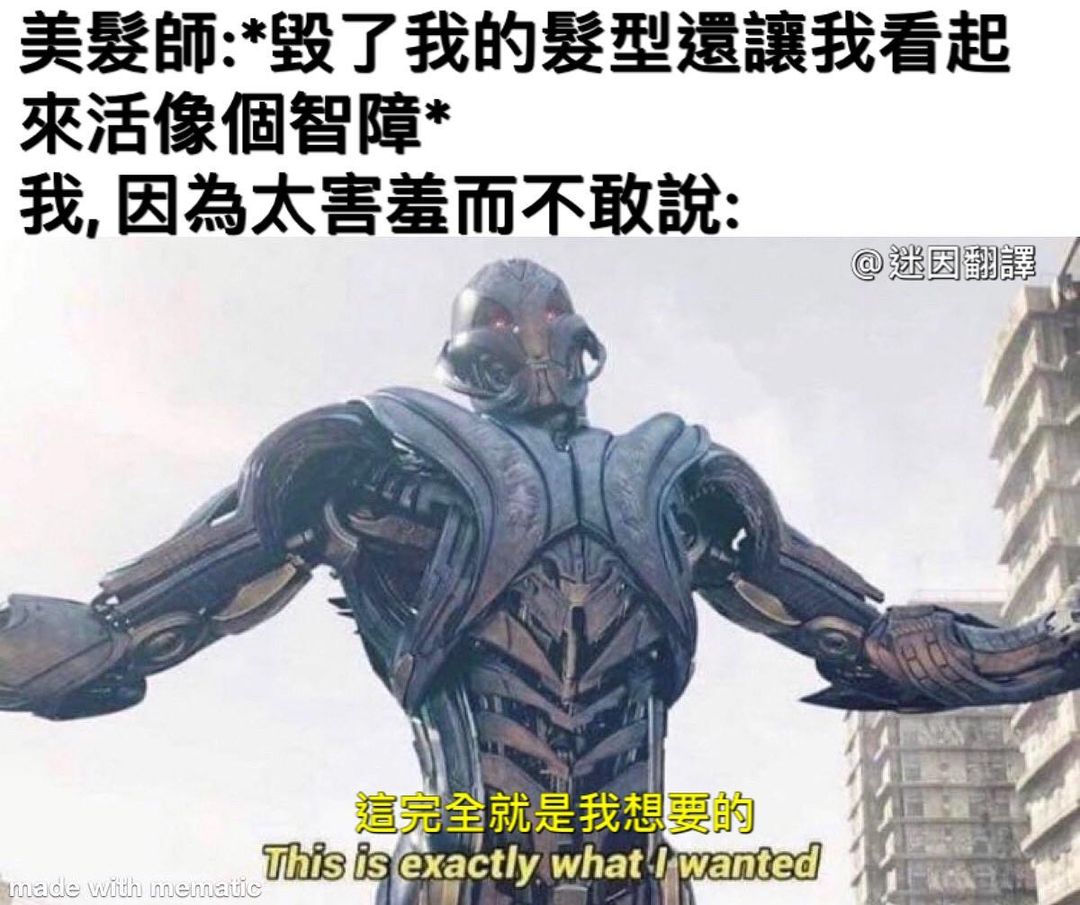 美髮師:*毀了我的髮型還讓我看起
來活像個智障*
我, 因為太害羞而不敢說:
@迷因翻譯
這完全就是我想要的
This is exactly what I wanted
made with mematic